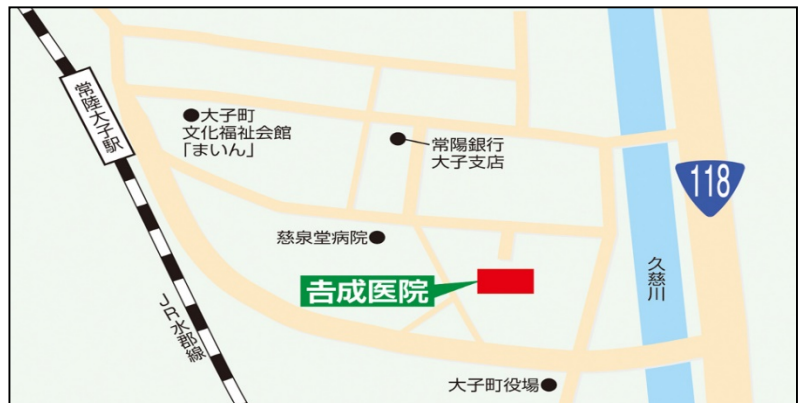 常陸大子駅
●大子町
文化福祉会館
「まいん」
常陽銀行
大子支店
118
慈泉堂病院●
𠮷成医院
久慈川
JR水郡線
大子町役場●